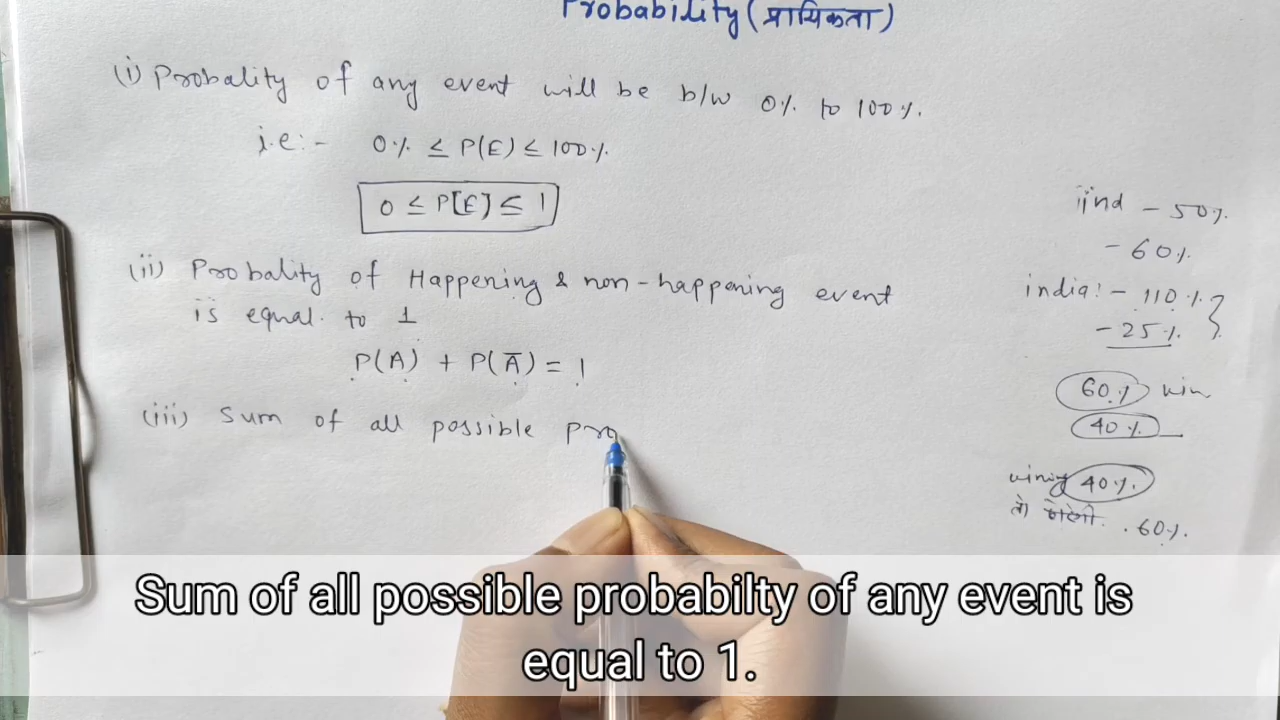 Probability (प्रायिकता)
(i) Probality of any event will be b/w 0% to 100%.
i.e:- 0% ≤ P(E) ≤ 100%
0 ≤ P[E] ≤ 1
(ii) Probality of Happening & non-happening event
is equal. to 1
P(A) + P(A̅) = 1
(iii) Sum of all possible pro
iind - 50%
- 60%
india:- 110%?
- 25%
60% win
40%
wining 40%.
तो 60%.
Sum of all possible probabilty of any event is
equal to 1.